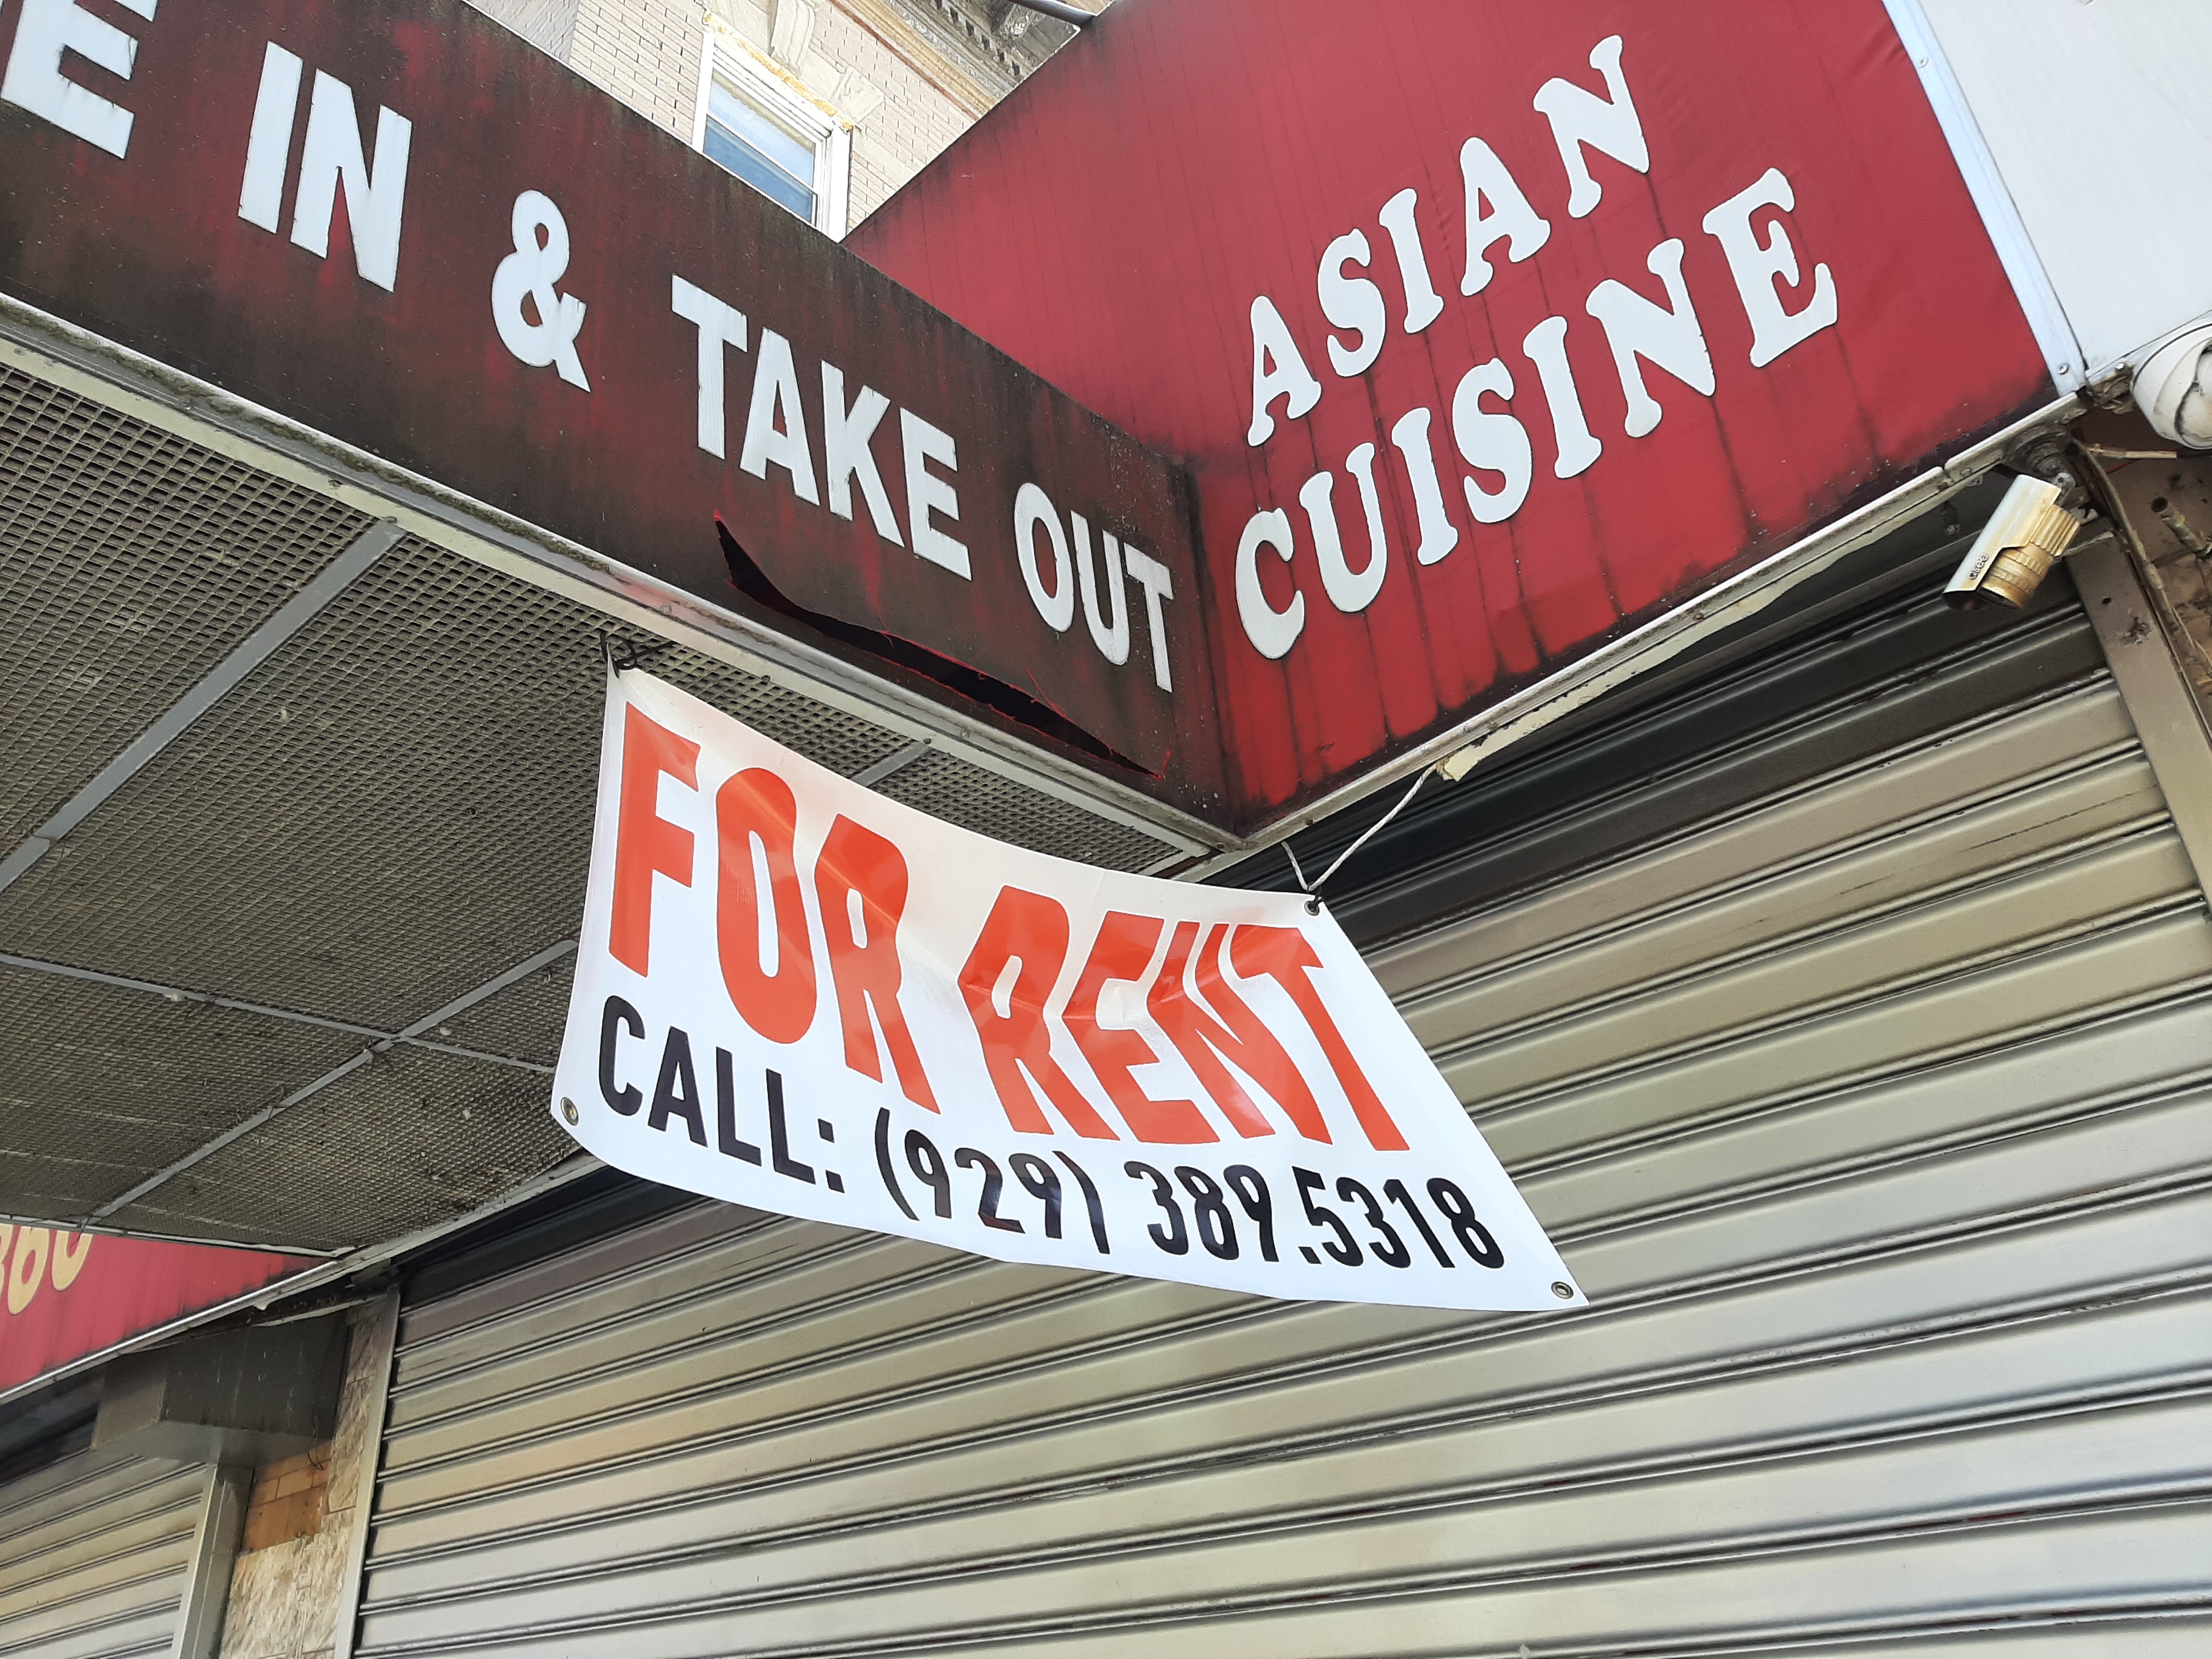 E IN & TAKE OUT
ASIAN
CUISINE
FOR RENT
CALL: (929) 389.5318